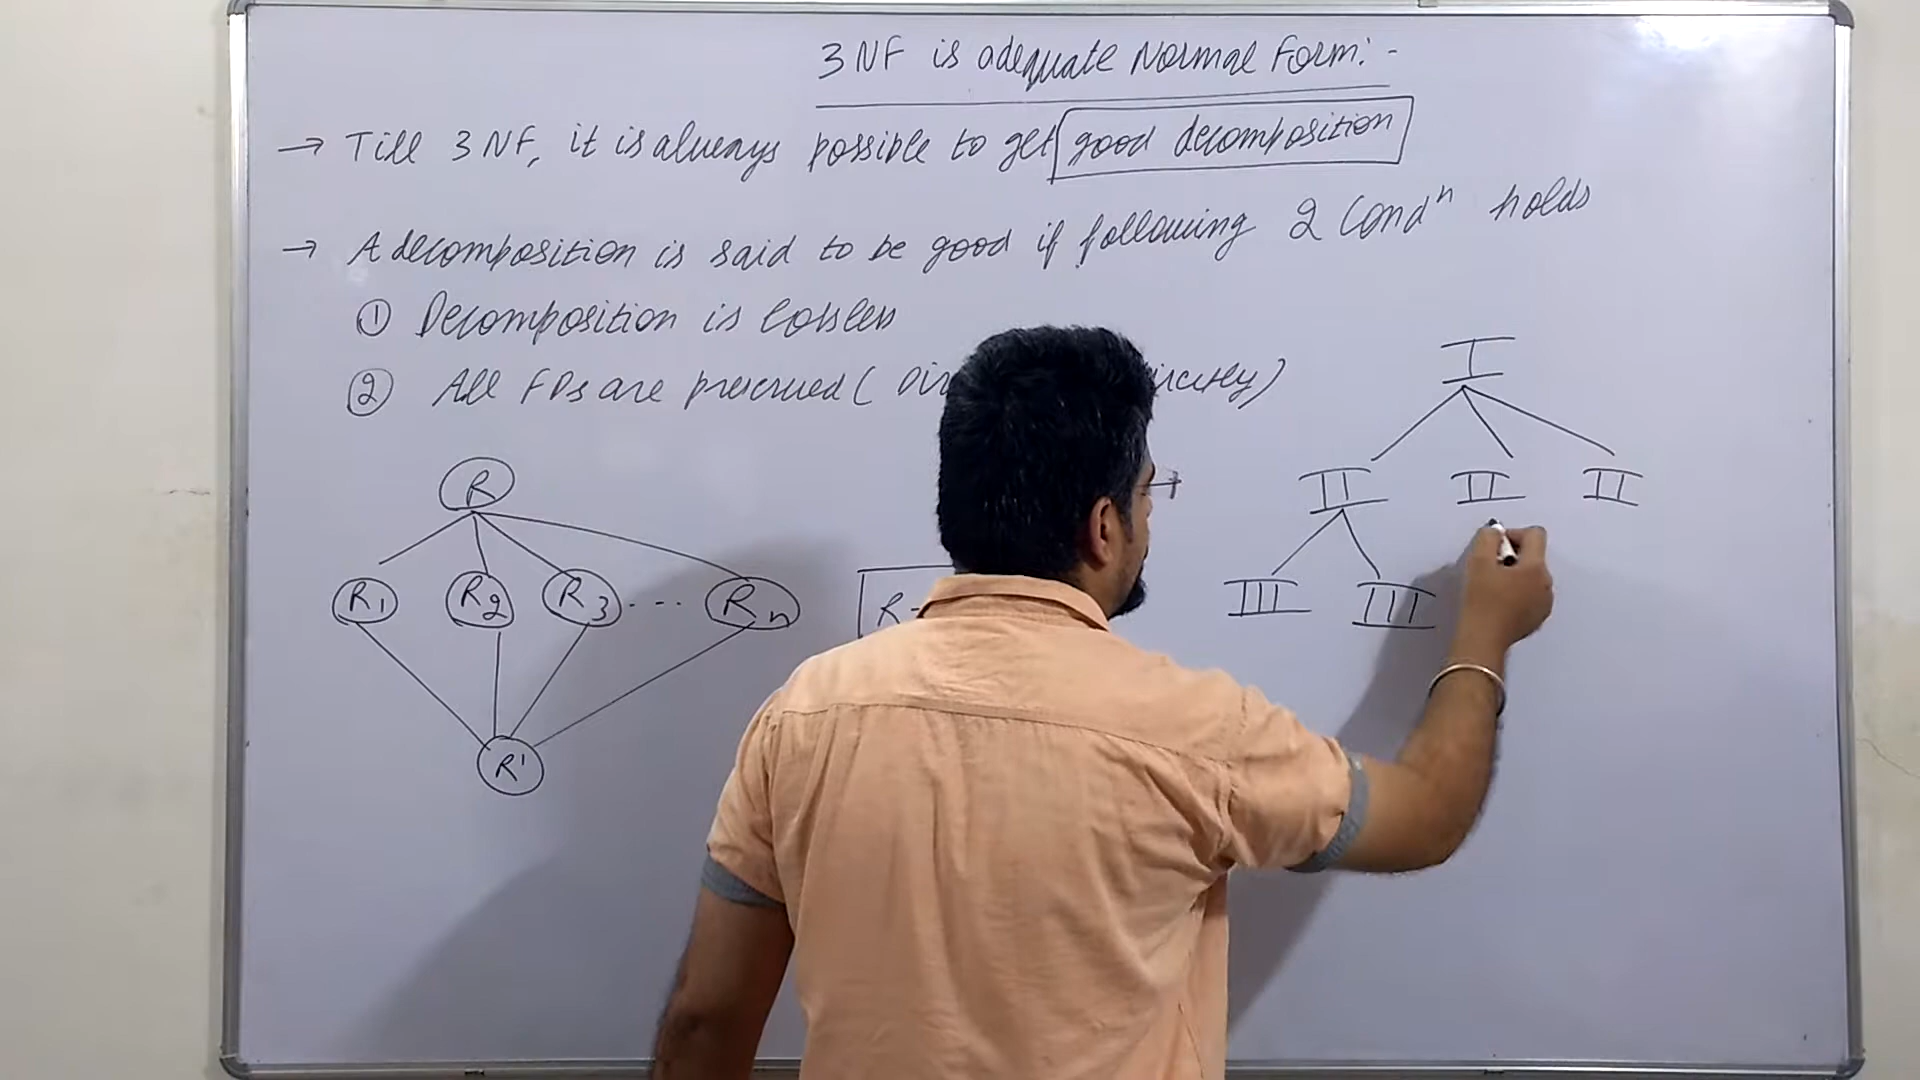 3NF is adequate Normal Form:-
→ Till 3NF, it is always possible to get good decomposition
→ A decomposition is said to be good if following 2 Condⁿ holds
① Decomposition is lossless
② All FDs are preserved (
R
R1 R2 R3 ... Rn
R'
I
II II II
III III